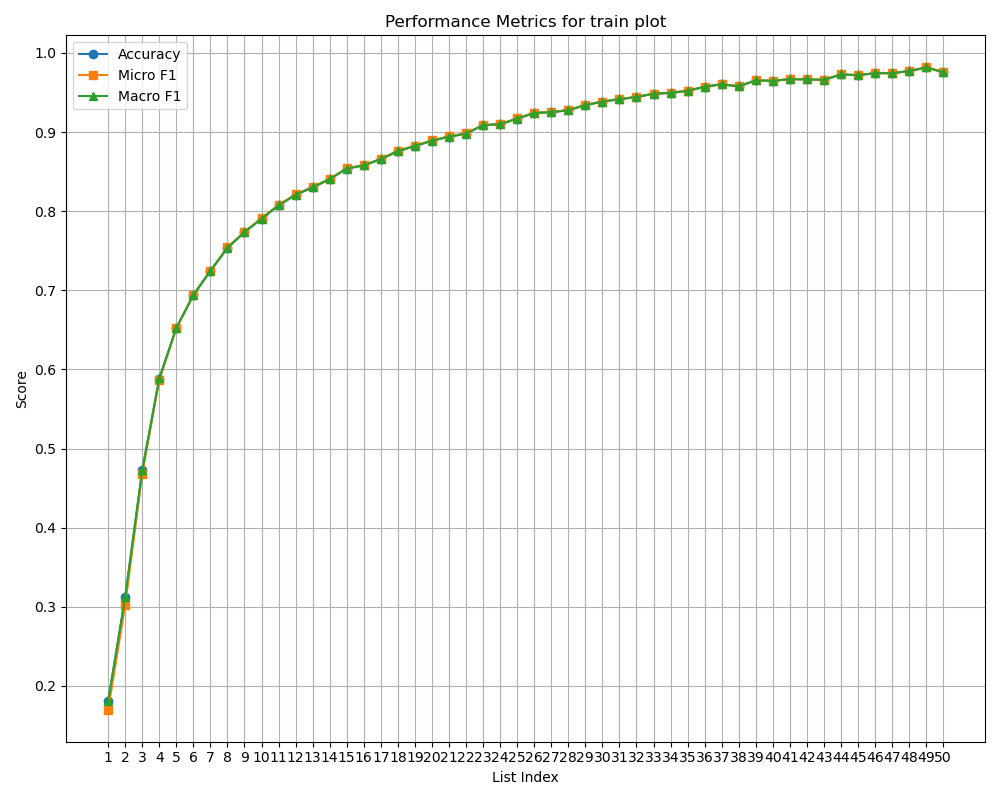 Performance Metrics for train plot
Accuracy
Micro F1
Macro F1
Score
1.0
0.9
0.8
0.7
0.6
0.5
0.4
0.3
0.2
1 2 3 4 5 6 7 8 9 10 11 12 13 14 15 16 17 18 19 20 21 22 23 24 25 26 27 28 29 30 31 32 33 34 35 36 37 38 39 40 41 42 43 44 45 46 47 48 49 50
List Index